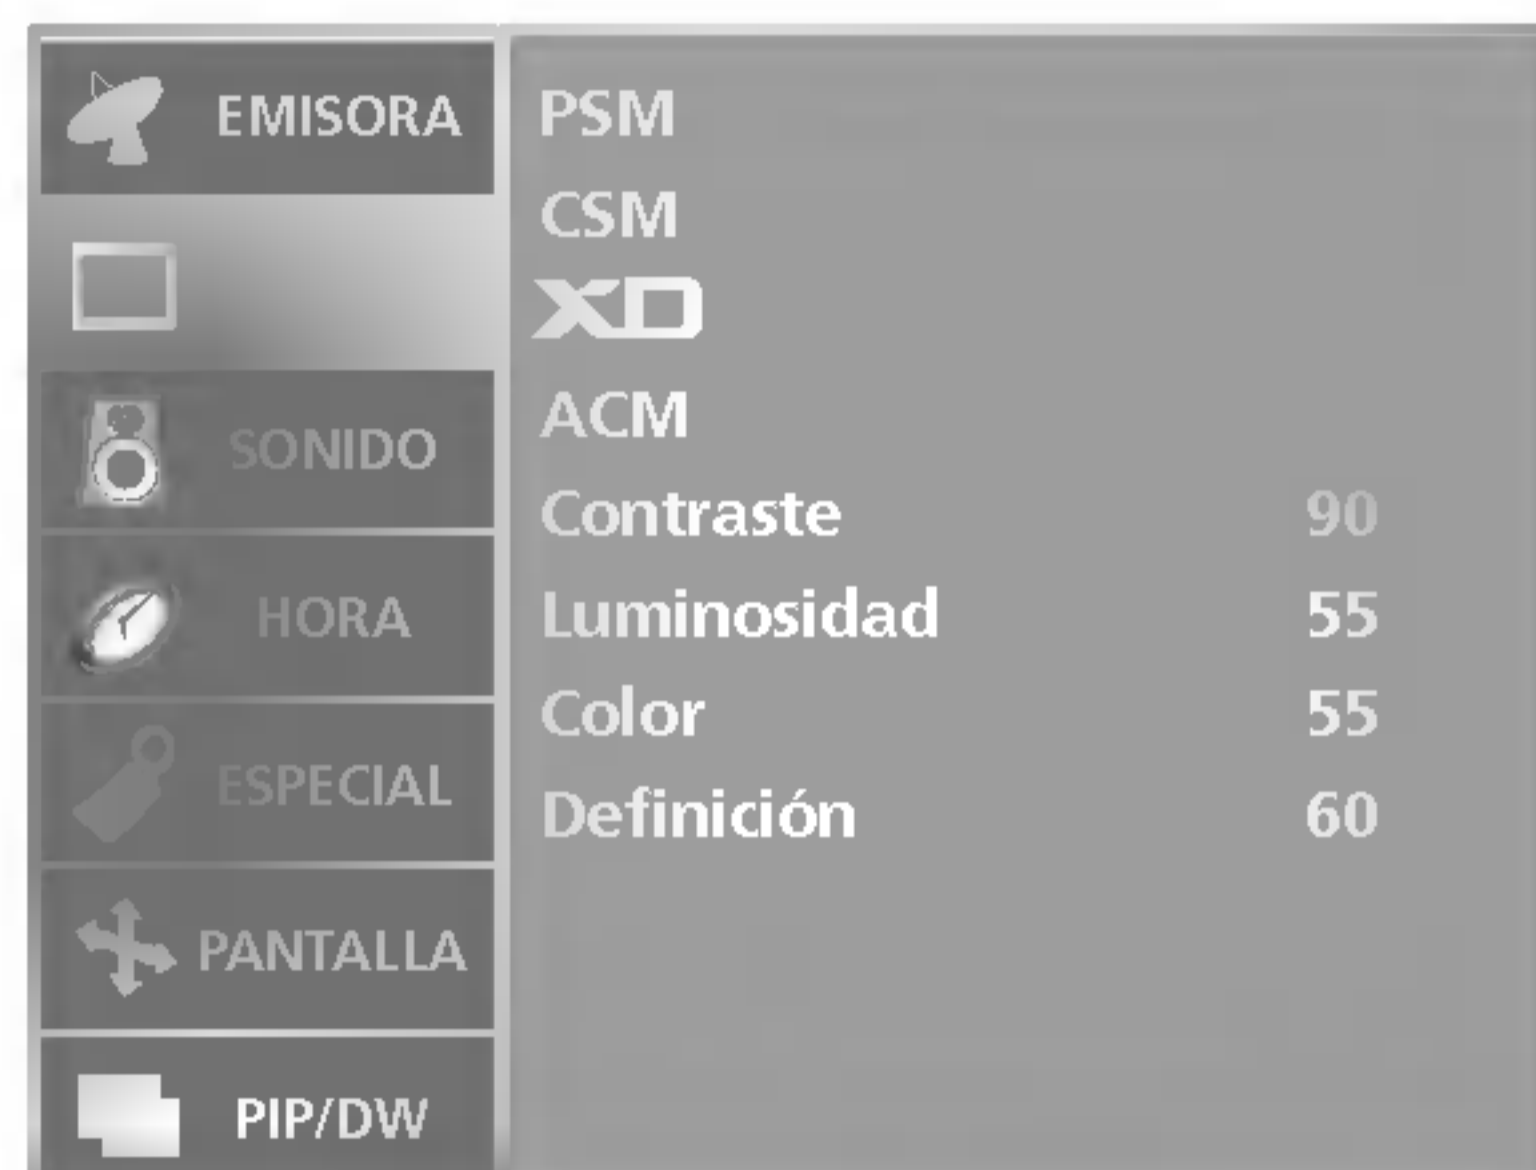 EMISORA
SONIDO
HORA
ESPECIAL
PANTALLA
PIP/DW
PSM
CSM
XD
ACM
Contraste 90
Luminosidad 55
Color 55
Definición 60